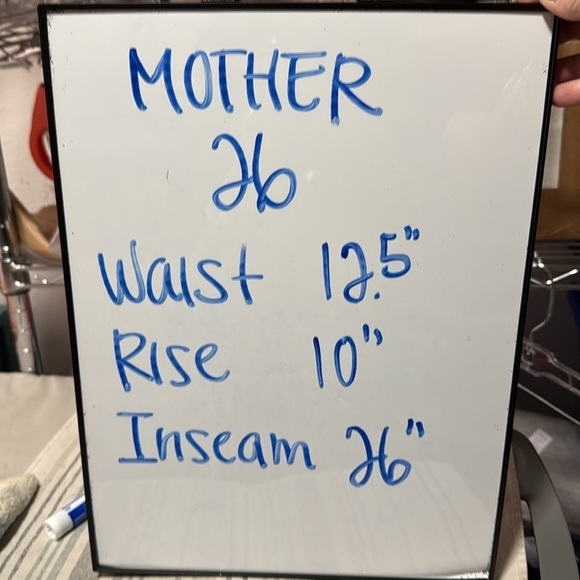 MOTHER
26
Waist 12.5"
Rise 10"
Inseam 26"